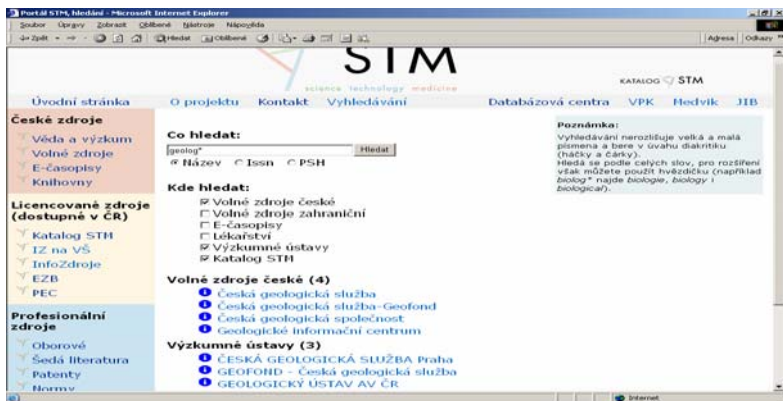 Portál STM, hledání - Microsoft Internet Explorer
Soubor Úpravy Zobrazit Oblíbené Nástroje Nápověda
Zpět Hledat Oblíbené Adresa Odkazy
STM
science technology medicine
KATALOG STM
Úvodní stránka O projektu Kontakt Vyhledávání Databázová centra VPK Medvik JIB
České zdroje
Věda a výzkum
Volné zdroje
E-časopisy
Knihovny
Licencované zdroje
(dostupné v ČR)
Katalog STM
IZ na VŠ
InfoZdroje
EZB
PEC
Profesionální
zdroje
Oborové
Šedá literatura
Patenty
Normy
Co hledat:
geolog* Hledat
Název Issn PSH
Kde hledat:
Volné zdroje české
Volné zdroje zahraniční
E-časopisy
Lékařství
Výzkumné ústavy
Katalog STM
Volné zdroje české (4)
Česká geologická služba
Česká geologická služba-Geofond
Česká geologická společnost
Geologické informační centrum
Výzkumné ústavy (3)
ČESKÁ GEOLOGICKÁ SLUŽBA Praha
GEOFOND - Česká geologická služba
GEOLOGICKÝ ÚSTAV AV ČR
Poznámka:
Vyhledávání nerozlišuje velká a malá
písmena a bere v úvahu diakritiku
(háčky a čárky).
Hledá se podle celých slov, pro rozšíření
však můžete použít hvězdičku (například
biolog* najde biologie, biology i
biological).
Internet